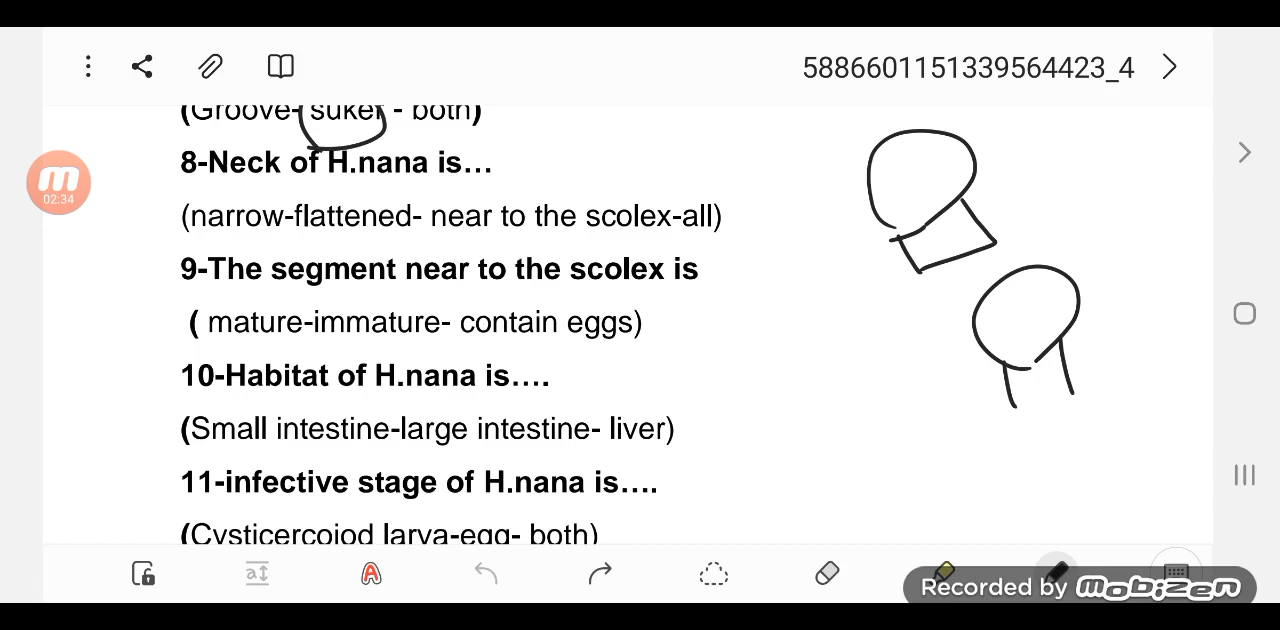 5886601151339564423_4
(Groove- suker - both)
8-Neck of H.nana is...
02:34
(narrow-flattened- near to the scolex-all)
9-The segment near to the scolex is
( mature-immature- contain eggs)
10-Habitat of H.nana is....
(Small intestine-large intestine- liver)
11-infective stage of H.nana is....
(Cysticercoiod larva-egg- both)
Recorded by mobizen